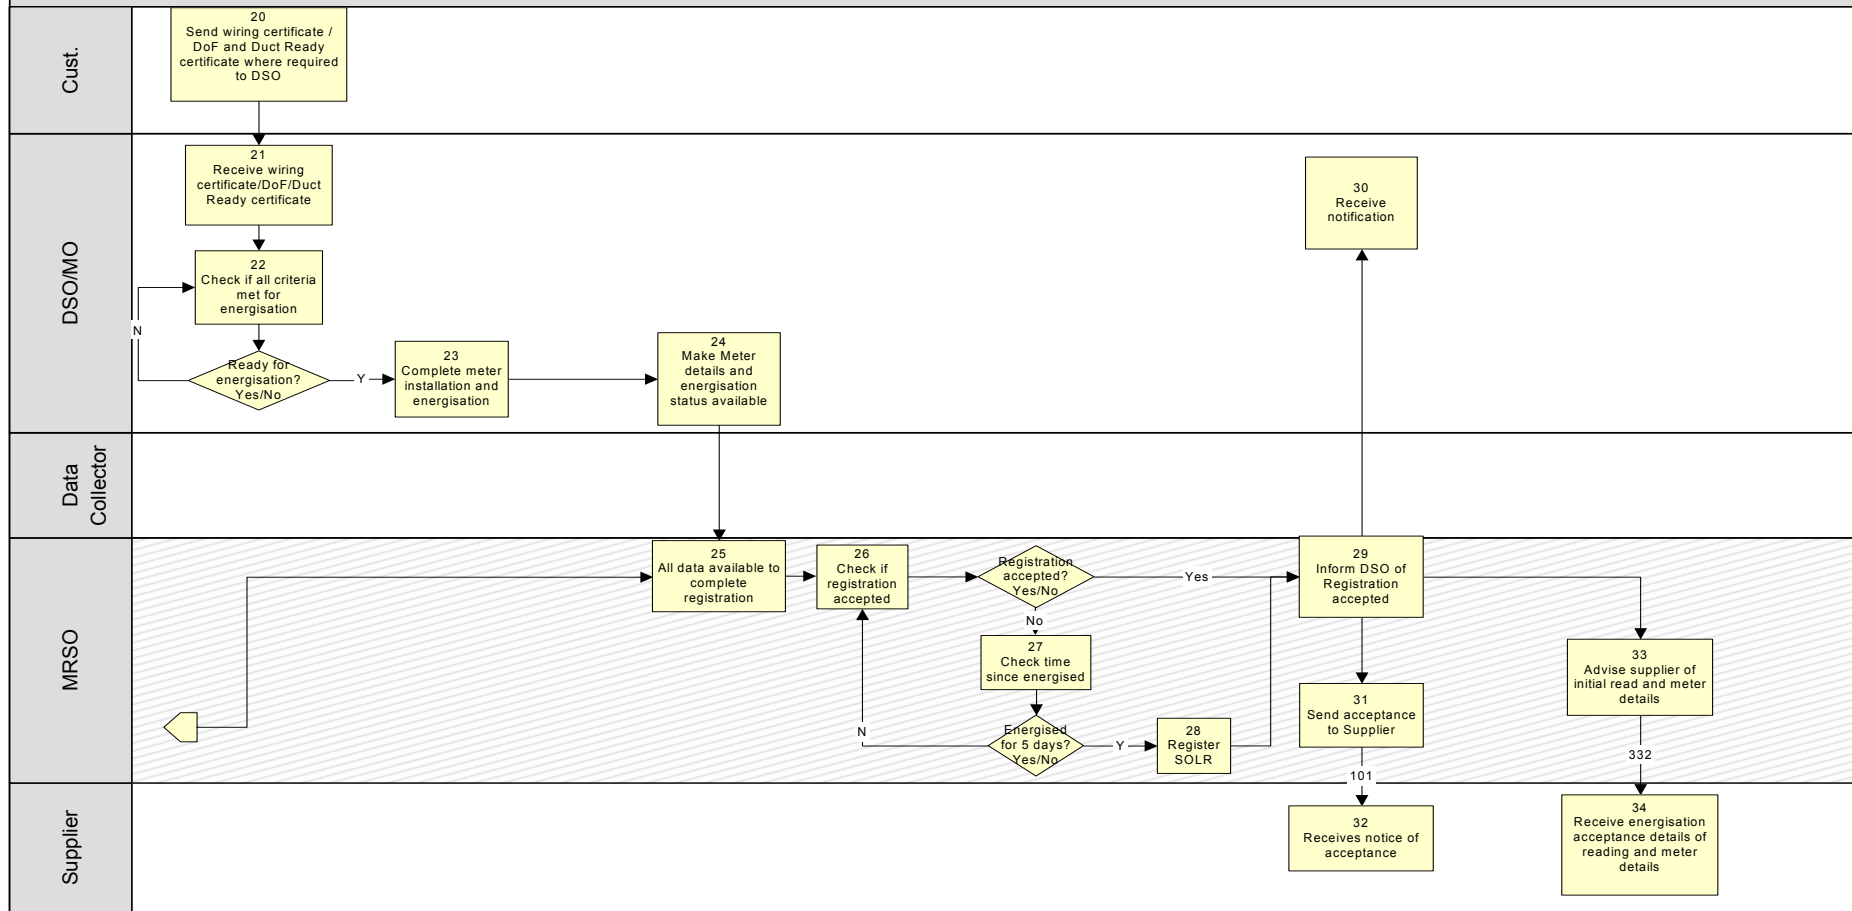 Cust.
20
Send wiring certificate /
DoF and Duct Ready
certificate where required
to DSO
DSO/MO
21
Receive wiring
certificate/DoF/Duct
Ready certificate
22
Check if all criteria
met for
energisation
N
Ready for
energisation?
Yes/No
Y
23
Complete meter
installation and
energisation
24
Make Meter
details and
energisation
status available
30
Receive
notification
Data
Collector
MRSO
25
All data available to
complete
registration
26
Check if
registration
accepted
Registration
accepted?
Yes/No
Yes
No
27
Check time
since energised
Energised
for 5 days?
Yes/No
N
Y
28
Register
SOLR
29
Inform DSO of
Registration
accepted
31
Send acceptance
to Supplier
101
33
Advise supplier of
initial read and meter
details
332
Supplier
32
Receives notice of
acceptance
34
Receive energisation
acceptance details of
reading and meter
details